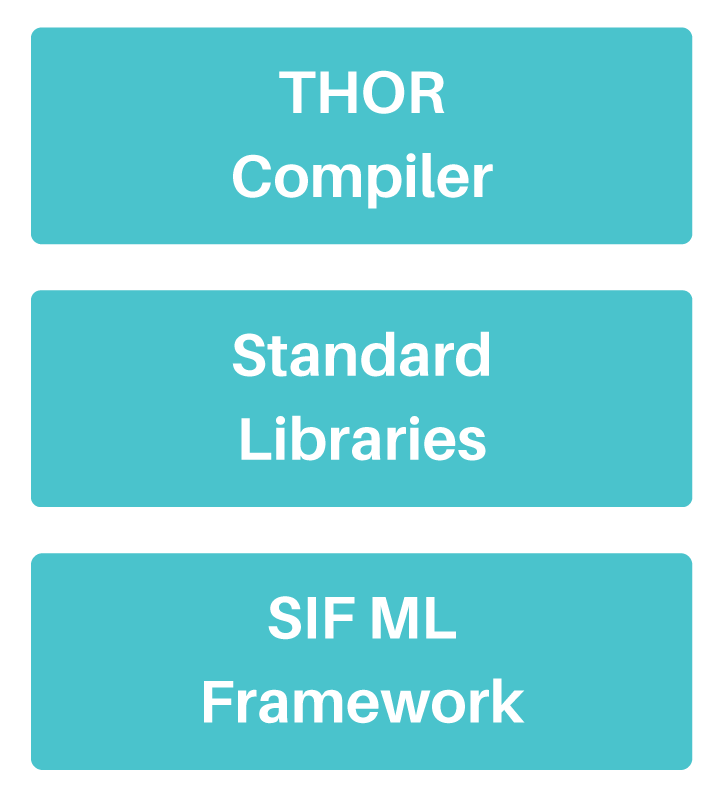 THOR
Compiler
Standard
Libraries
SIF ML
Framework